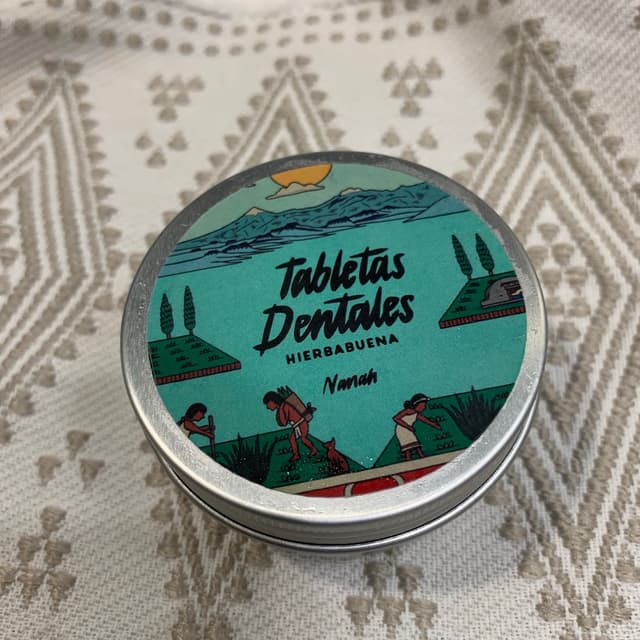 Tabletas
Dentales
HIERBABUENA
Nanah